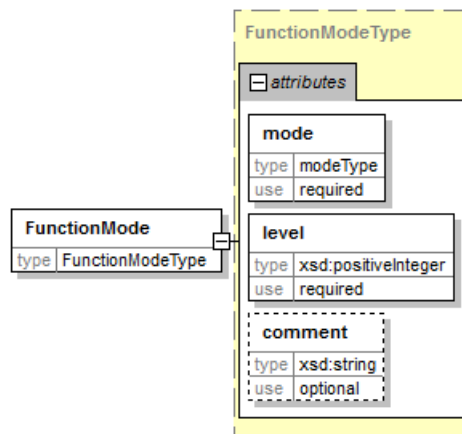 FunctionModeType
attributes
mode
type modeType
use required
FunctionMode
type FunctionModeType
level
type xsd:positiveInteger
use required
comment
type xsd:string
use optional